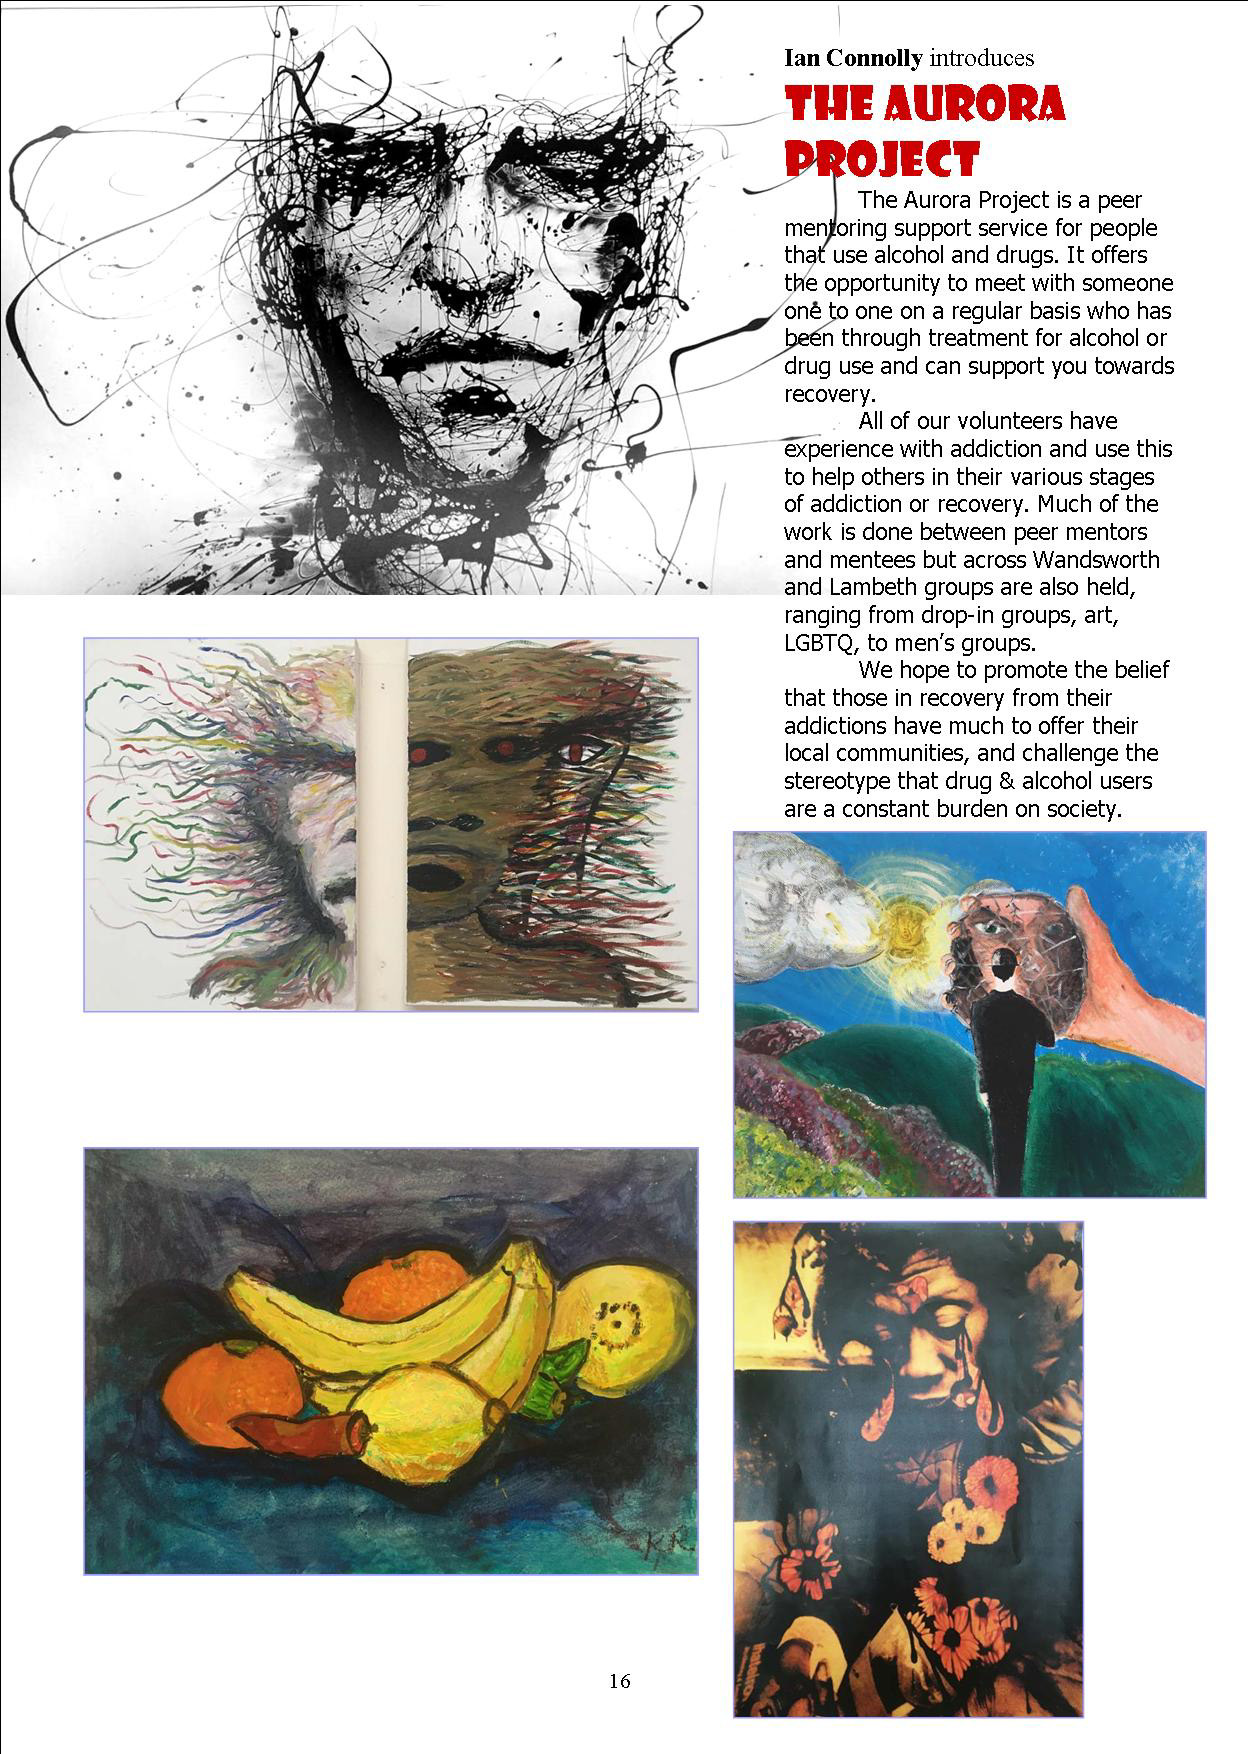 Ian Connolly introduces
THE AURORA
PROJECT
The Aurora Project is a peer
mentoring support service for people
that use alcohol and drugs. It offers
the opportunity to meet with someone
one to one on a regular basis who has
been through treatment for alcohol or
drug use and can support you towards
recovery.
All of our volunteers have
experience with addiction and use this
to help others in their various stages
of addiction or recovery. Much of the
work is done between peer mentors
and mentees but across Wandsworth
and Lambeth groups are also held,
ranging from drop-in groups, art,
LGBTQ, to men’s groups.
We hope to promote the belief
that those in recovery from their
addictions have much to offer their
local communities, and challenge the
stereotype that drug & alcohol users
are a constant burden on society.
KR
16